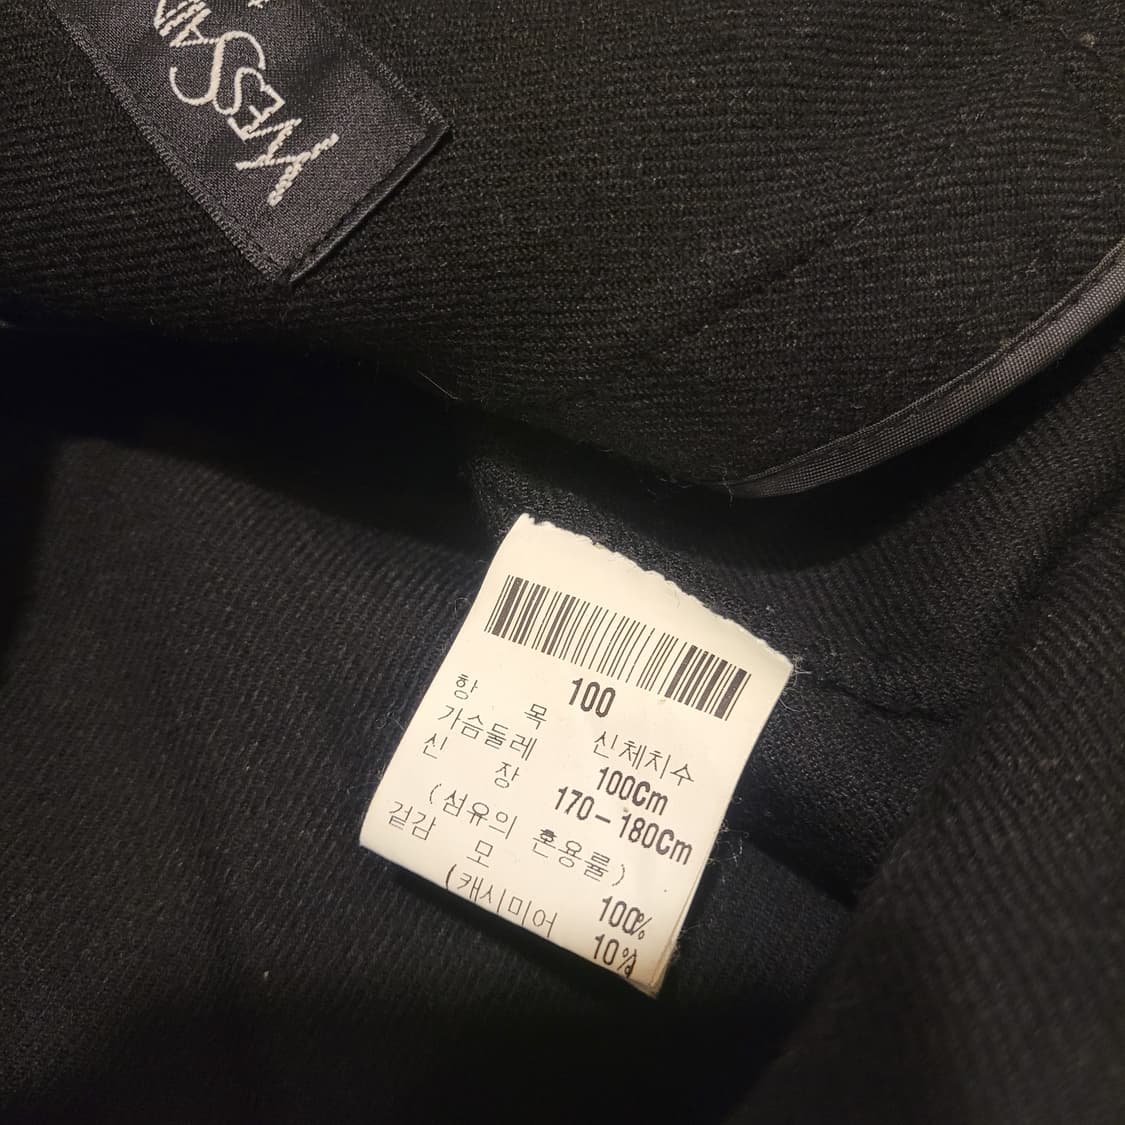 YVESSAIN
100
항 목 신체치수
가슴둘레 100Cm
신 장 170-180Cm
(섬유의 혼용률)
겉감 모 100%
(캐시미어 10%)